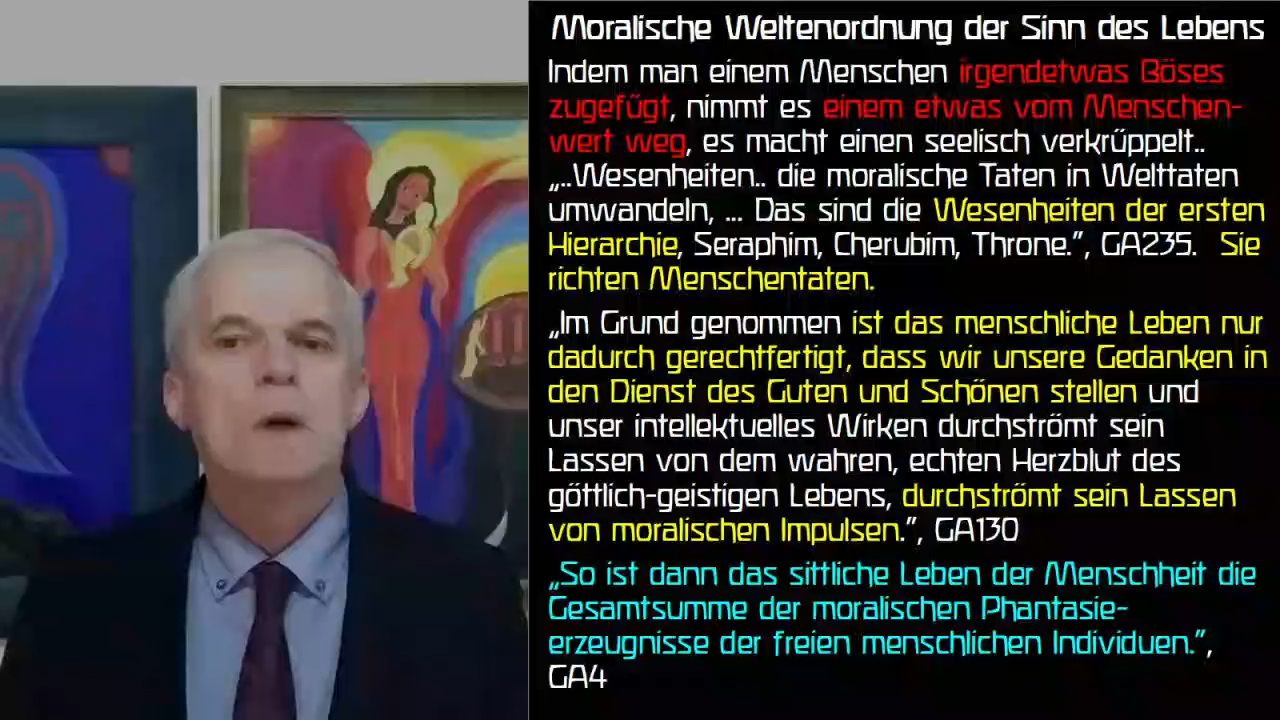 Moralische Weltenordnung der Sinn des Lebens
Indem man einem Menschen irgendetwas Böses
zugefügt, nimmt es einem etwas vom Menschen-
wert weg, es macht einen seelisch verkrüppelt..
„..Wesenheiten.. die moralische Taten in Welttaten
umwandeln, ... Das sind die Wesenheiten der ersten
Hierarchie, Seraphim, Cherubim, Throne.", GA235. Sie
richten Menschentaten.
„Im Grund genommen ist das menschliche Leben nur
dadurch gerechtfertigt, dass wir unsere Gedanken in
den Dienst des Guten und Schönen stellen und
unser intellektuelles Wirken durchströmt sein
Lassen von dem wahren, echten Herzblut des
göttlich-geistigen Lebens, durchströmt sein Lassen
von moralischen Impulsen.", GA130
„So ist dann das sittliche Leben der Menschheit die
Gesamtsumme der moralischen Phantasie-
erzeugnisse der freien menschlichen Individuen.",
GA4